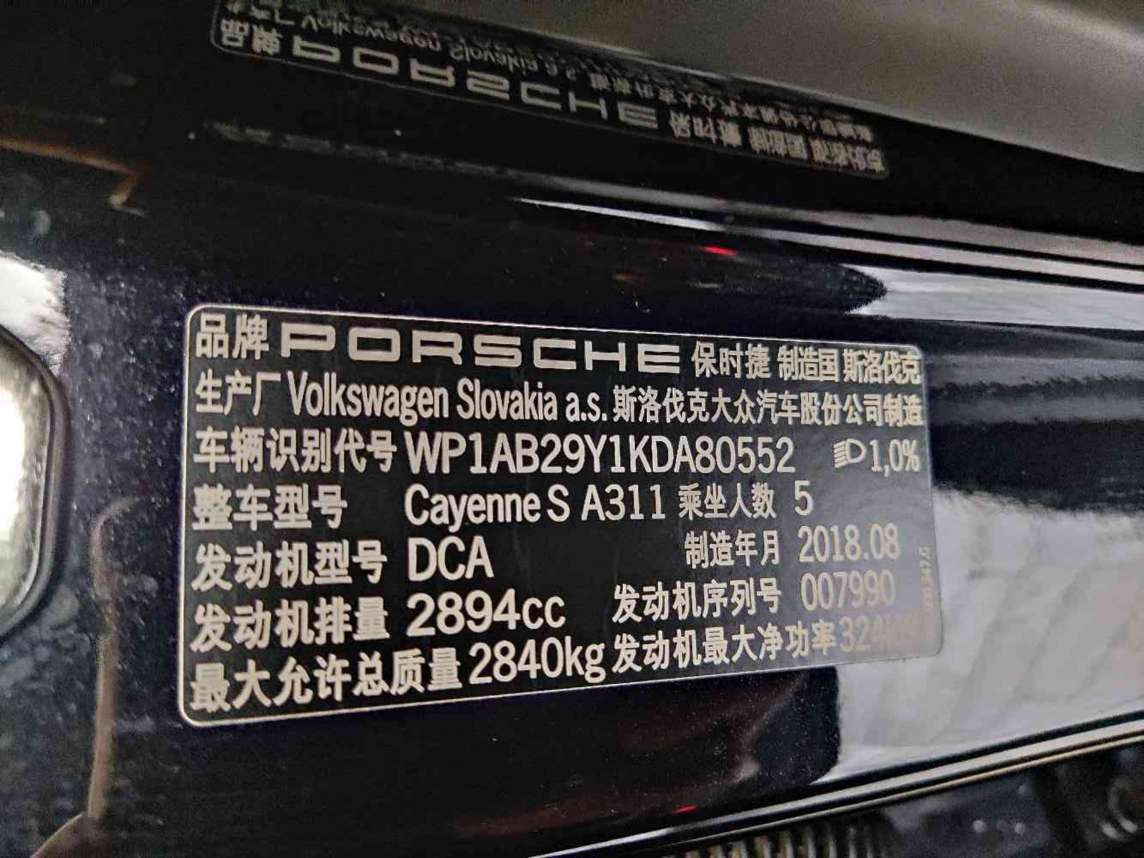 品牌 PORSCHE 保时捷 制造国 斯洛伐克
生产厂 Volkswagen Slovakia a.s. 斯洛伐克大众汽车股份公司制造
车辆识别代号 WP1AB29Y1KDA80552 1,0%
整车型号 Cayenne S A311 乘坐人数 5
发动机型号 DCA 制造年月 2018.08
发动机排量 2894cc 发动机序列号 007990
最大允许总质量 2840kg 发动机最大净功率